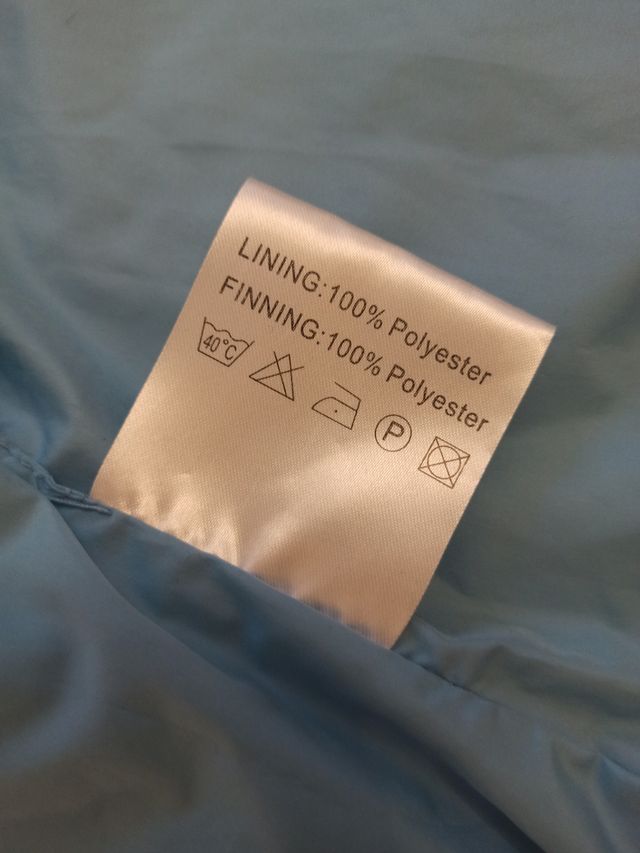 LINING:100% Polyester
FINNING:100% Polyester
40°C
P